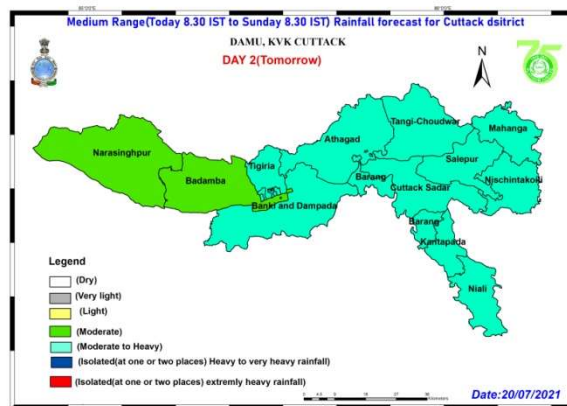 Medium Range(Today 8.30 IST to Sunday 8.30 IST) Rainfall forecast for Cuttack dsitrict
DAMU, KVK CUTTACK
DAY 2(Tomorrow)
N
75
Tangi-Choudwar
Mahanga
Athagad
Narasinghpur
Salepur
Tigiria
Badamba
Barang
Nischintakoili
Cuttack Sadar
Banki and Dampada
Barang
Kantapada
Niali
Legend
(Dry)
(Very light)
(Light)
(Moderate)
(Moderate to Heavy)
(Isolated(at one or two places) Heavy to very heavy rainfall)
(Isolated(at one or two places) extremly heavy rainfall)
Date:20/07/2021